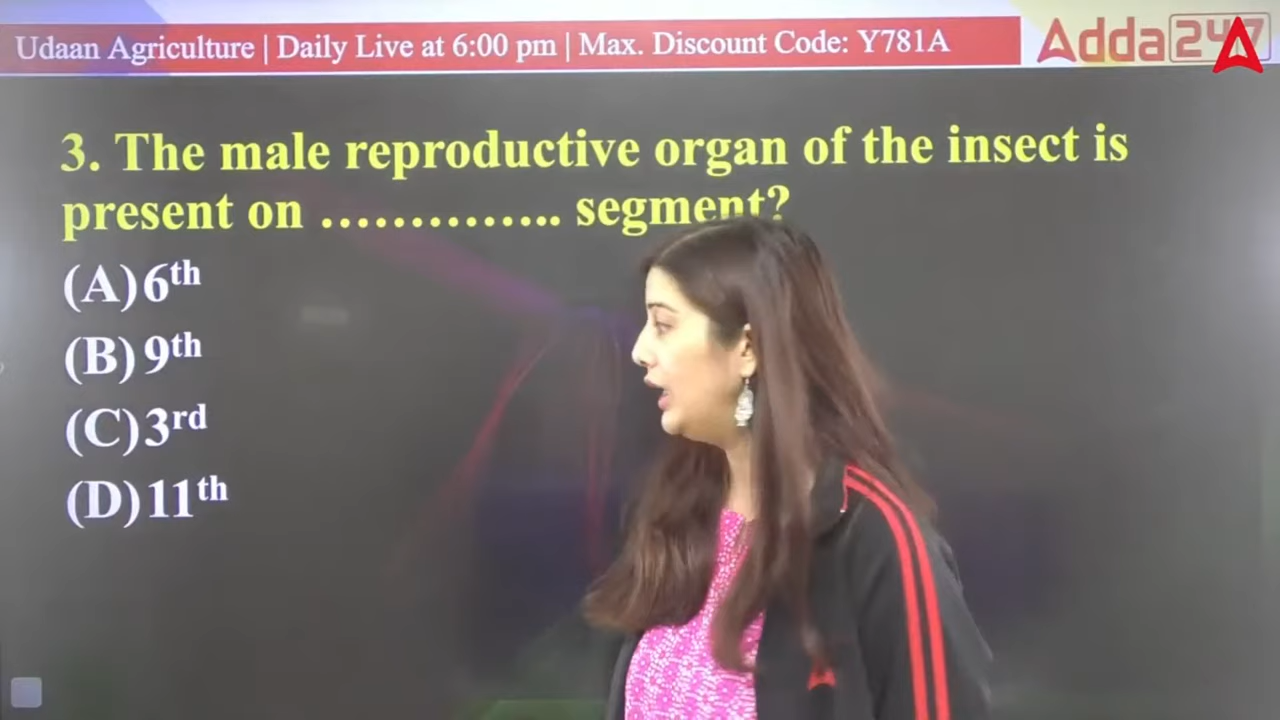 Udaan Agriculture | Daily Live at 6:00 pm | Max. Discount Code: Y781A
Adda247
3. The male reproductive organ of the insect is
present on ………….. segment?
(A) 6th
(B) 9th
(C) 3rd
(D) 11th